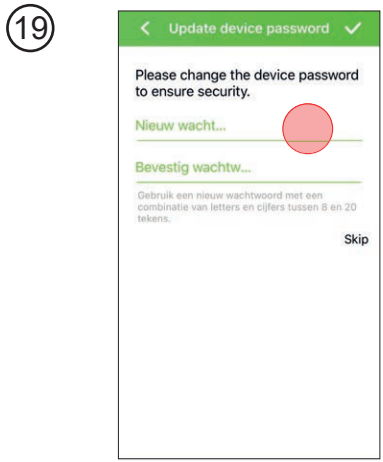 19
Update device password
Please change the device password
to ensure security.
Nieuw wacht...
Bevestig wachtw...
Gebruik een nieuw wachtwoord met een
combinatie van letters en cijfers tussen 8 en 20
tekens.
Skip